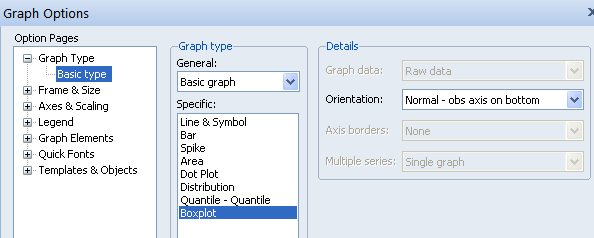 Graph Options
Option Pages
Graph Type
Basic type
Frame & Size
Axes & Scaling
Legend
Graph Elements
Quick Fonts
Templates & Objects
Graph type
General:
Basic graph
Specific:
Line & Symbol
Bar
Spike
Area
Dot Plot
Distribution
Quantile - Quantile
Boxplot
Details
Graph data: Raw data
Orientation: Normal - obs axis on bottom
Axis borders: None
Multiple series: Single graph